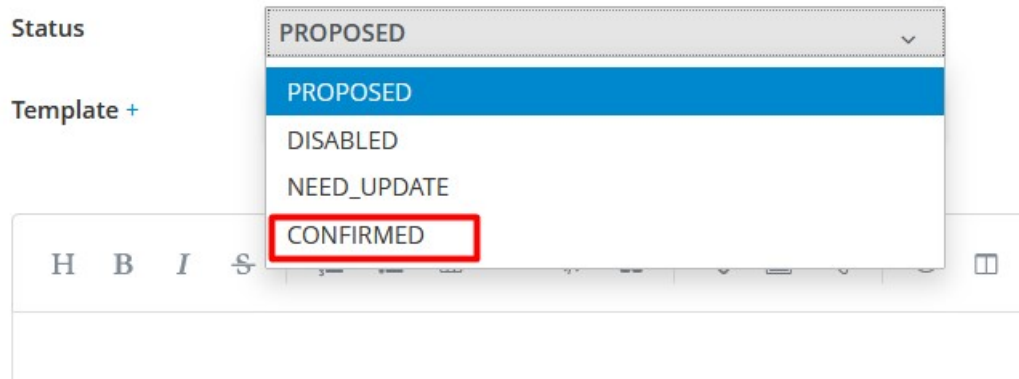 Status PROPOSED
PROPOSED
Template +
DISABLED
NEED_UPDATE
CONFIRMED
H B I S